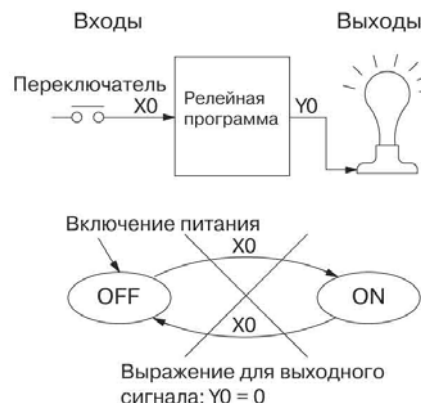 Входы
Выходы
Переключатель
X0
Релейная
программа
Y0
Включение питания
X0
OFF
ON
X0
Выражение для выходного
сигнала: Y0 = 0